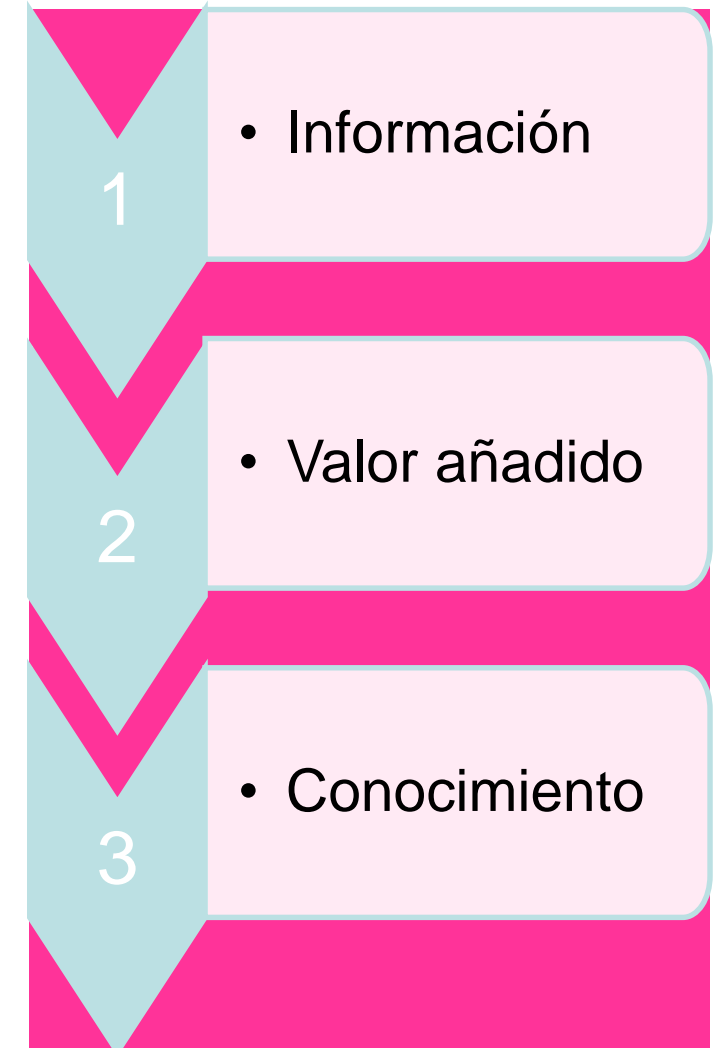 1
• Información
2
• Valor añadido
3
• Conocimiento